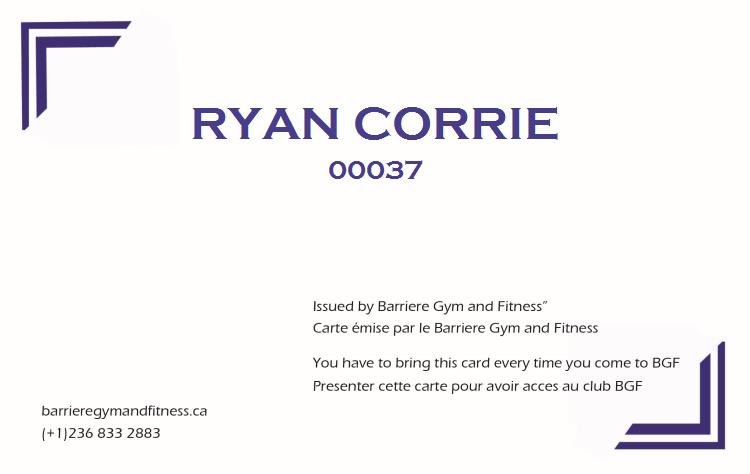 RYAN CORRIE
00037
Issued by Barriere Gym and Fitness”
Carte émise par le Barriere Gym and Fitness
You have to bring this card every time you come to BGF
Presenter cette carte pour avoir acces au club BGF
barrieregymandfitness.ca
(+1)236 833 2883